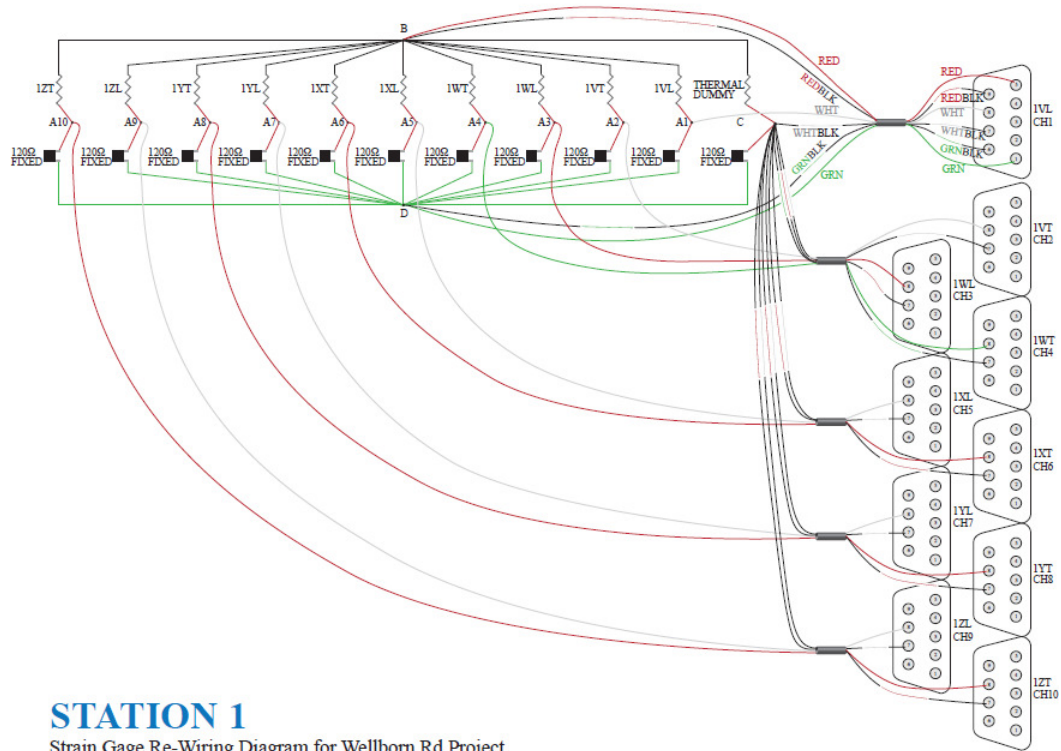 B
RED
1ZT
1ZL
1YT
1YL
1XT
1XL
1WT
1WL
1VT
1VL
THERMAL
DUMMY
REDBLK
RED
REDBLK
1VL
CH1
A10
A9
A8
A7
A6
A5
A4
A3
A2
A1
C
WHT
WHT
WHTBLK
WHTBLK
GRNBLK
GRNBLK
GRN
GRN
120Ω
FIXED
120Ω
FIXED
120Ω
FIXED
120Ω
FIXED
120Ω
FIXED
120Ω
FIXED
120Ω
FIXED
120Ω
FIXED
120Ω
FIXED
120Ω
FIXED
120Ω
FIXED
D
1VT
CH2
1WL
CH3
1WT
CH4
1XL
CH5
1XT
CH6
1YL
CH7
1YT
CH8
1ZL
CH9
1ZT
CH10
STATION 1
Strain Gage Re-Wiring Diagram for Wellborn Rd Project